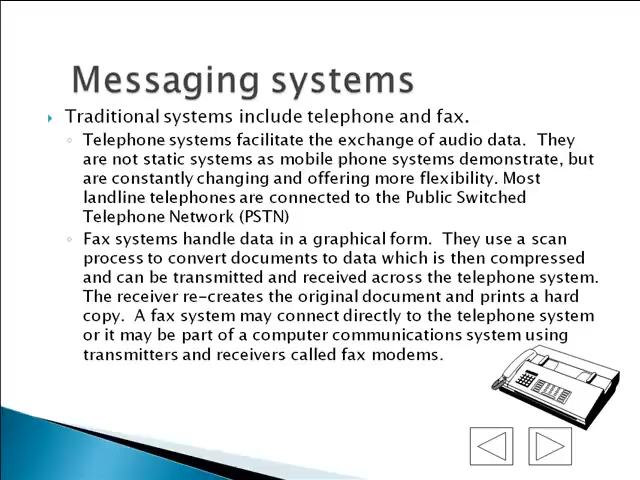 Messaging systems
Traditional systems include telephone and fax.
Telephone systems facilitate the exchange of audio data.  They
are not static systems as mobile phone systems demonstrate, but
are constantly changing and offering more flexibility. Most
landline telephones are connected to the Public Switched
Telephone Network (PSTN)
Fax systems handle data in a graphical form.  They use a scan
process to convert documents to data which is then compressed
and can be transmitted and received across the telephone system.
The receiver re-creates the original document and prints a hard
copy.  A fax system may connect directly to the telephone system
or it may be part of a computer communications system using
transmitters and receivers called fax modems.